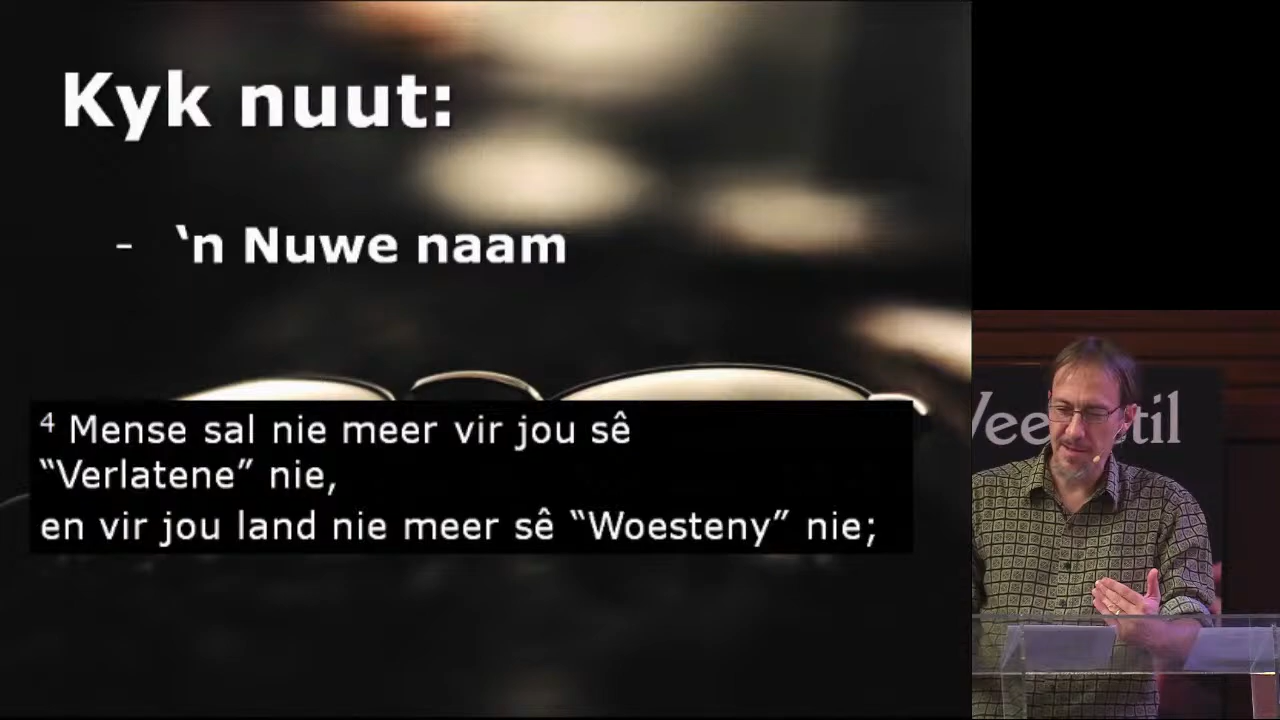 Kyk nuut:
- ‘n Nuwe naam
4 Mense sal nie meer vir jou sê
“Verlatene” nie,
en vir jou land nie meer sê “Woesteny” nie;